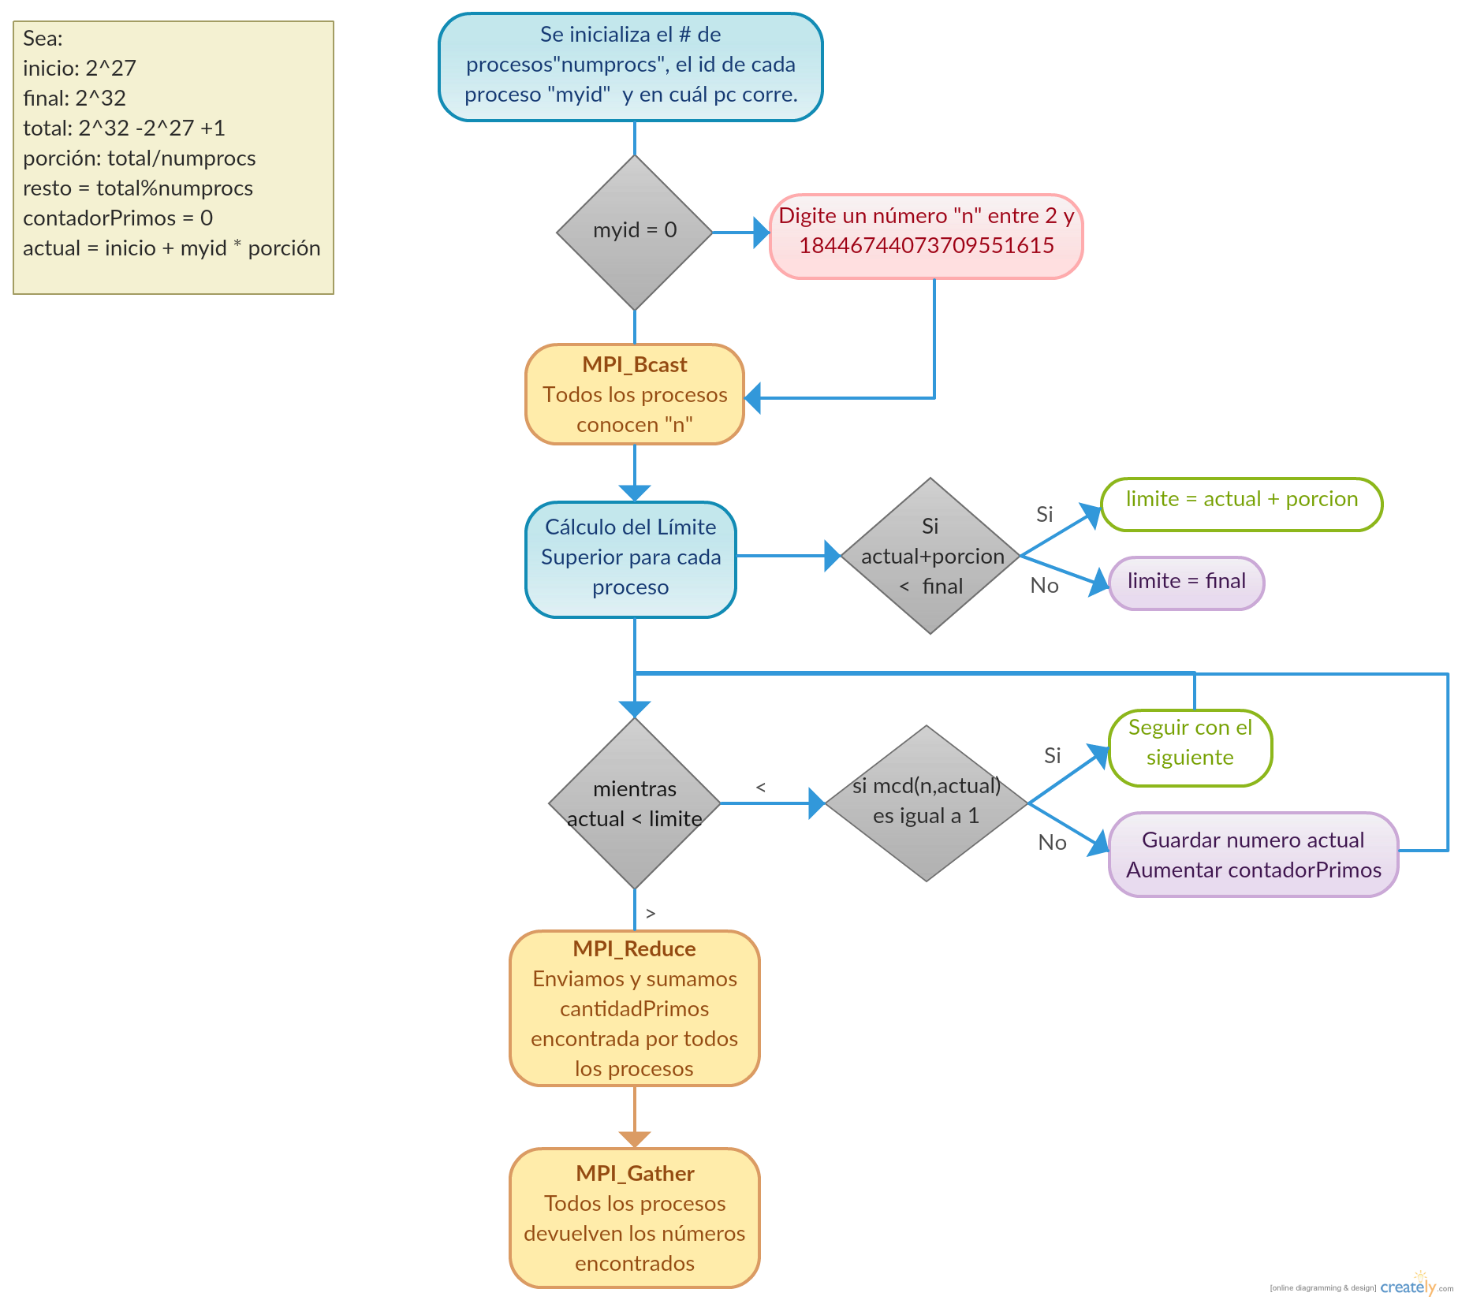 Sea:
inicio: 2^27
final: 2^32
total: 2^32 -2^27 +1
porción: total/numprocs
resto = total%numprocs
contadorPrimos = 0
actual = inicio + myid * porción
Se inicializa el # de
procesos"numprocs", el id de cada
proceso "myid"  y en cuál pc corre.
myid = 0
Digite un número "n" entre 2 y
18446744073709551615
MPI_Bcast
Todos los procesos
conocen "n"
Cálculo del Límite
Superior para cada
proceso
Si
actual+porcion
<  final
Si
limite = actual + porcion
No
limite = final
mientras
actual < limite
<
si mcd(n,actual)
es igual a 1
Si
Seguir con el
siguiente
No
Guardar numero actual
Aumentar contadorPrimos
>
MPI_Reduce
Enviamos y sumamos
cantidadPrimos
encontrada por todos
los procesos
MPI_Gather
Todos los procesos
devuelven los números
encontrados
[online diagramming & design] creately.com